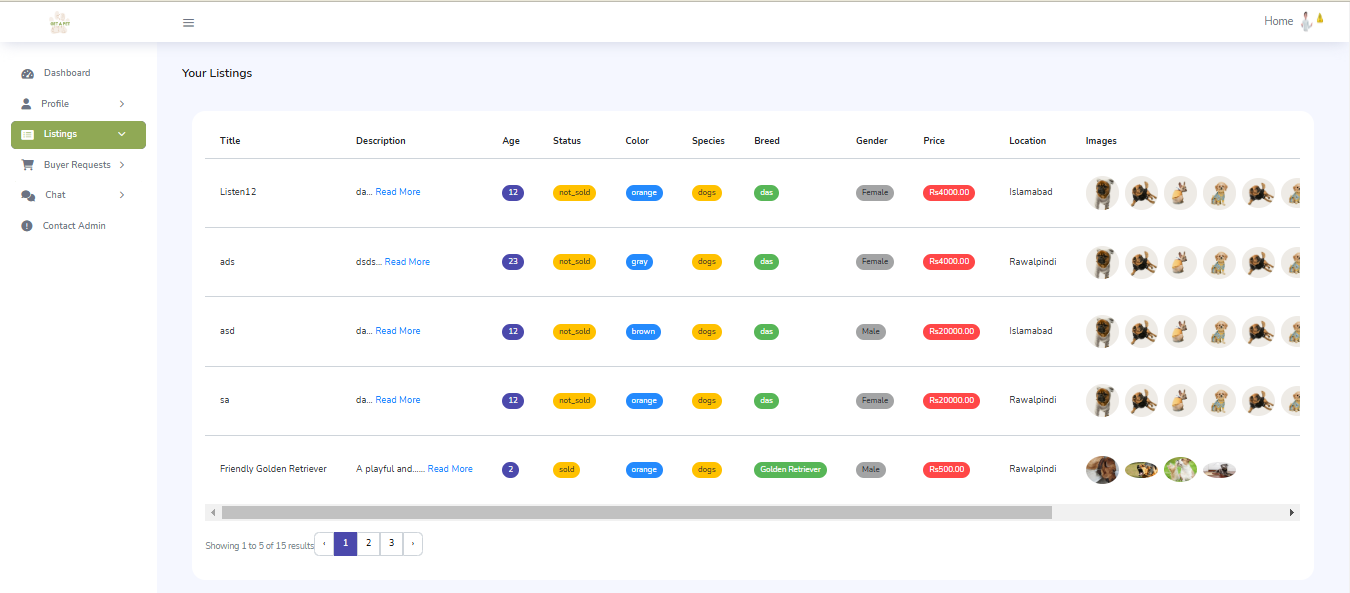 GET A PET
Home
Dashboard
Profile
Listings
Buyer Requests
Chat
Contact Admin
Your Listings
Title Description Age Status Color Species Breed Gender Price Location Images
Listen12 da... Read More 12 not_sold orange dogs das Female Rs4000.00 Islamabad
ads dsds... Read More 23 not_sold gray dogs das Female Rs4000.00 Rawalpindi
asd da... Read More 12 not_sold brown dogs das Male Rs20000.00 Islamabad
sa da... Read More 12 not_sold orange dogs das Female Rs20000.00 Rawalpindi
Friendly Golden Retriever A playful and...... Read More 2 sold orange dogs Golden Retriever Male Rs500.00 Rawalpindi
Showing 1 to 5 of 15 results ‹ 1 2 3 ›